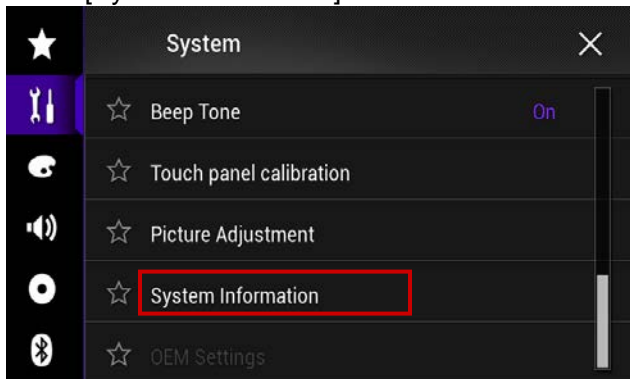 System
Beep Tone On
Touch panel calibration
Picture Adjustment
System Information
OEM Settings